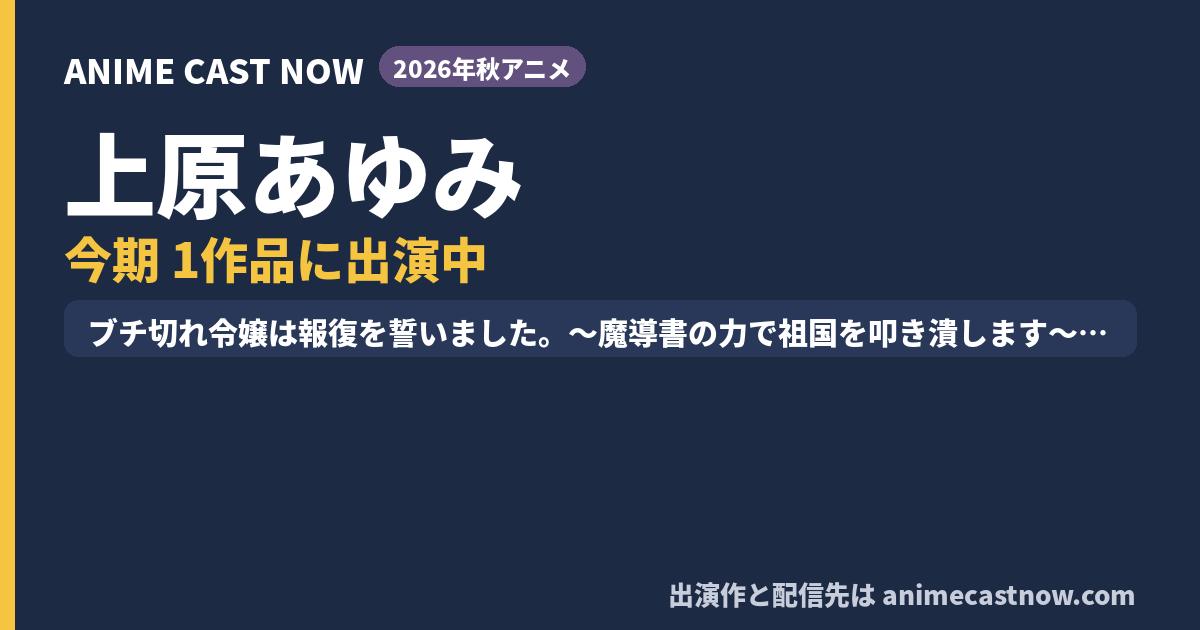 ANIME CAST NOW 2026年秋アニメ
上原あゆみ
今期 1作品に出演中
ブチ切れ令嬢は報復を誓いました。～魔導書の力で祖国を叩き潰します～…
出演作と配信先は animecastnow.com